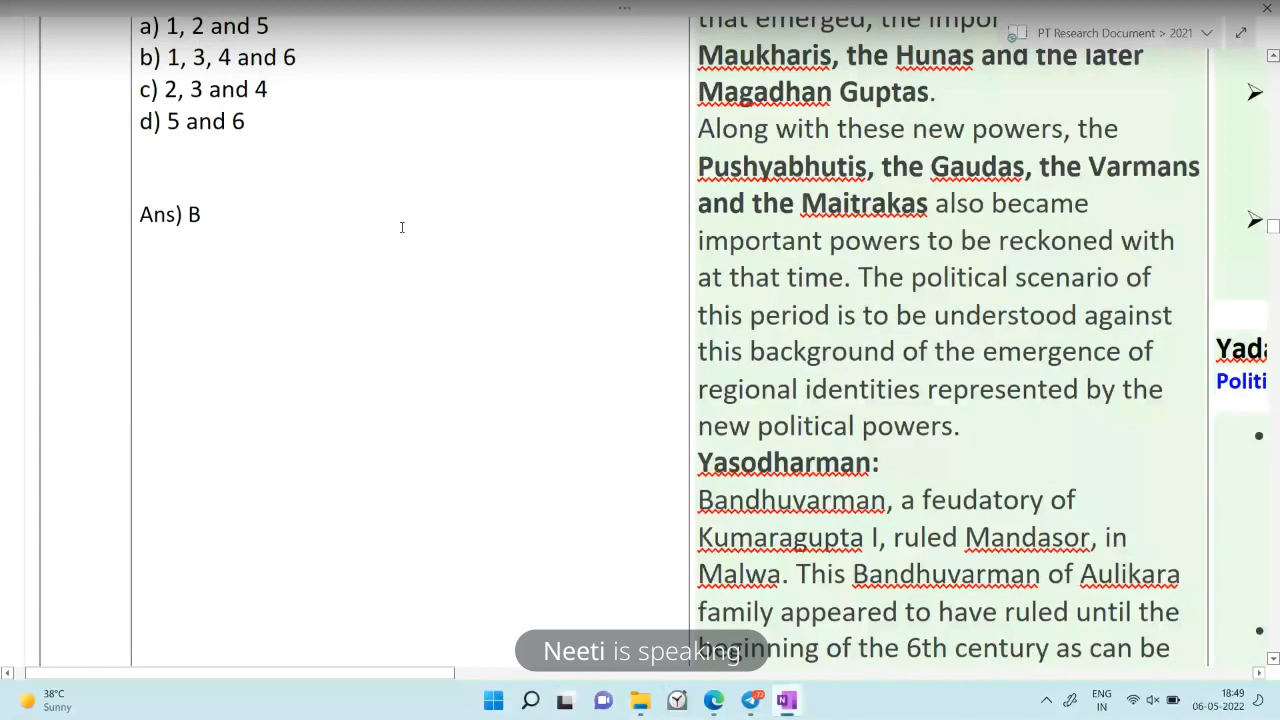 PT Research Document > 2021
a) 1, 2 and 5
b) 1, 3, 4 and 6
c) 2, 3 and 4
d) 5 and 6
Ans) B
that emerged, the
Maukharis, the Hunas and the later
Magadhan Guptas.
Along with these new powers, the
Pushyabhutis, the Gaudas, the Varmans
and the Maitrakas also became
important powers to be reckoned with
at that time. The political scenario of
this period is to be understood against
this background of the emergence of
regional identities represented by the
new political powers.
Yasodharman:
Bandhuvarman, a feudatory of
Kumaragupta I, ruled Mandasor, in
Malwa. This Bandhuvarman of Aulikara
family appeared to have ruled until the
beginning of the 6th century as can be
Yada
Politi
Neeti is speaking
38°C
Sunny
73
ENG
IN
18:49
06-05-2022